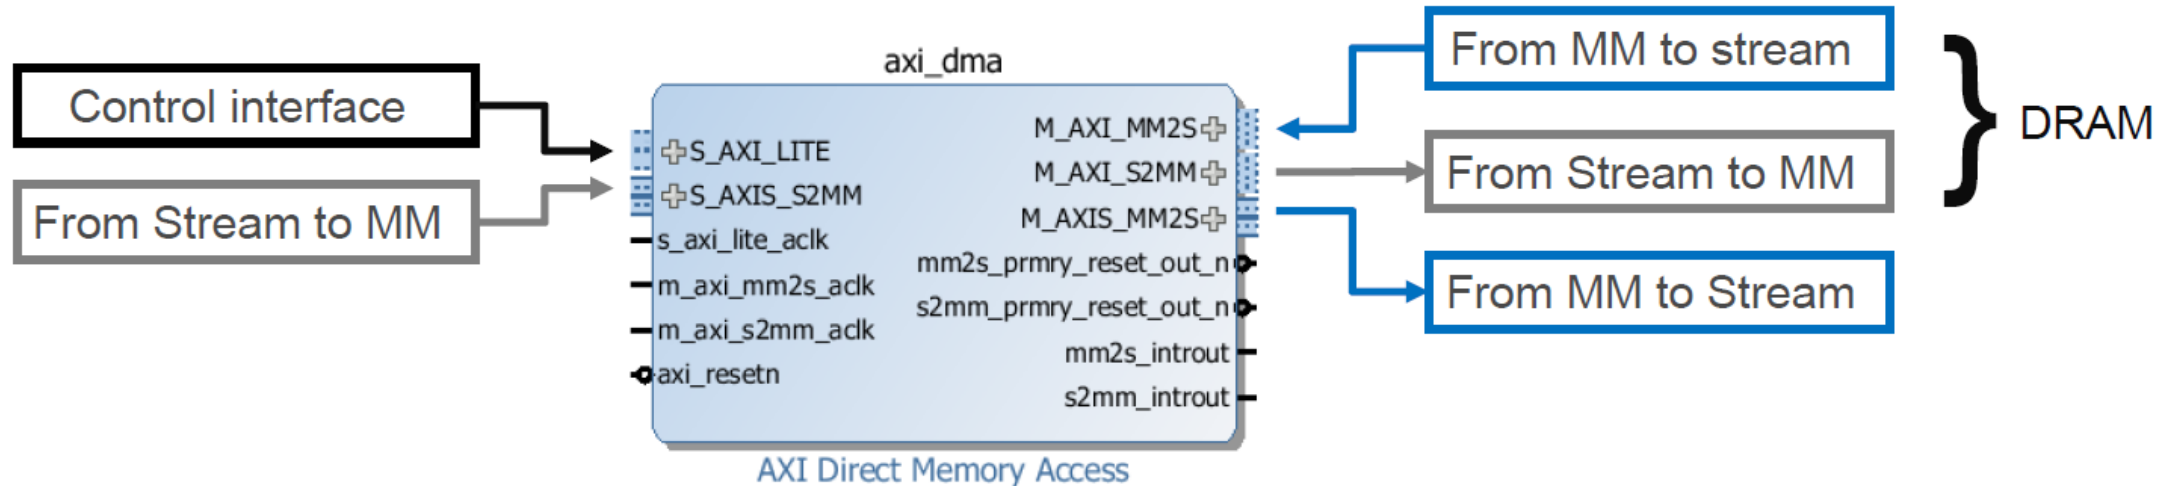 axi_dma
Control interface
From Stream to MM
S_AXI_LITE
S_AXIS_S2MM
s_axi_lite_aclk
m_axi_mm2s_aclk
m_axi_s2mm_aclk
axi_resetn
M_AXI_MM2S
M_AXI_S2MM
M_AXIS_MM2S
mm2s_prmry_reset_out_n
s2mm_prmry_reset_out_n
mm2s_introut
s2mm_introut
AXI Direct Memory Access
From MM to stream
From Stream to MM
From MM to Stream
DRAM